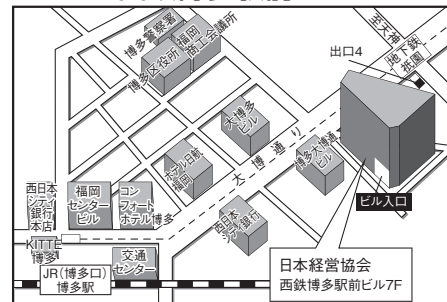 博多警察署
福岡
商工会議所
博多区役所
至天神
地下鉄
祇園
出口4
大博多
ビル
大博通り
ホテル日航
福岡
博多大博通
ビル
西日本
シティ
銀行
本店
福岡
センター
ビル
コン
フォート
ホテル博多
西日本
シティ銀行
ビル入口
KITTE
博多
交通
センター
JR(博多口)
博多駅
日本経営協会
西鉄博多駅前ビル7F